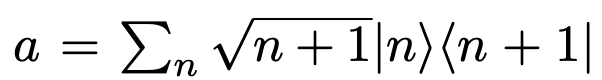 a = ∑ₙ √(n + 1)|n⟩⟨n + 1|